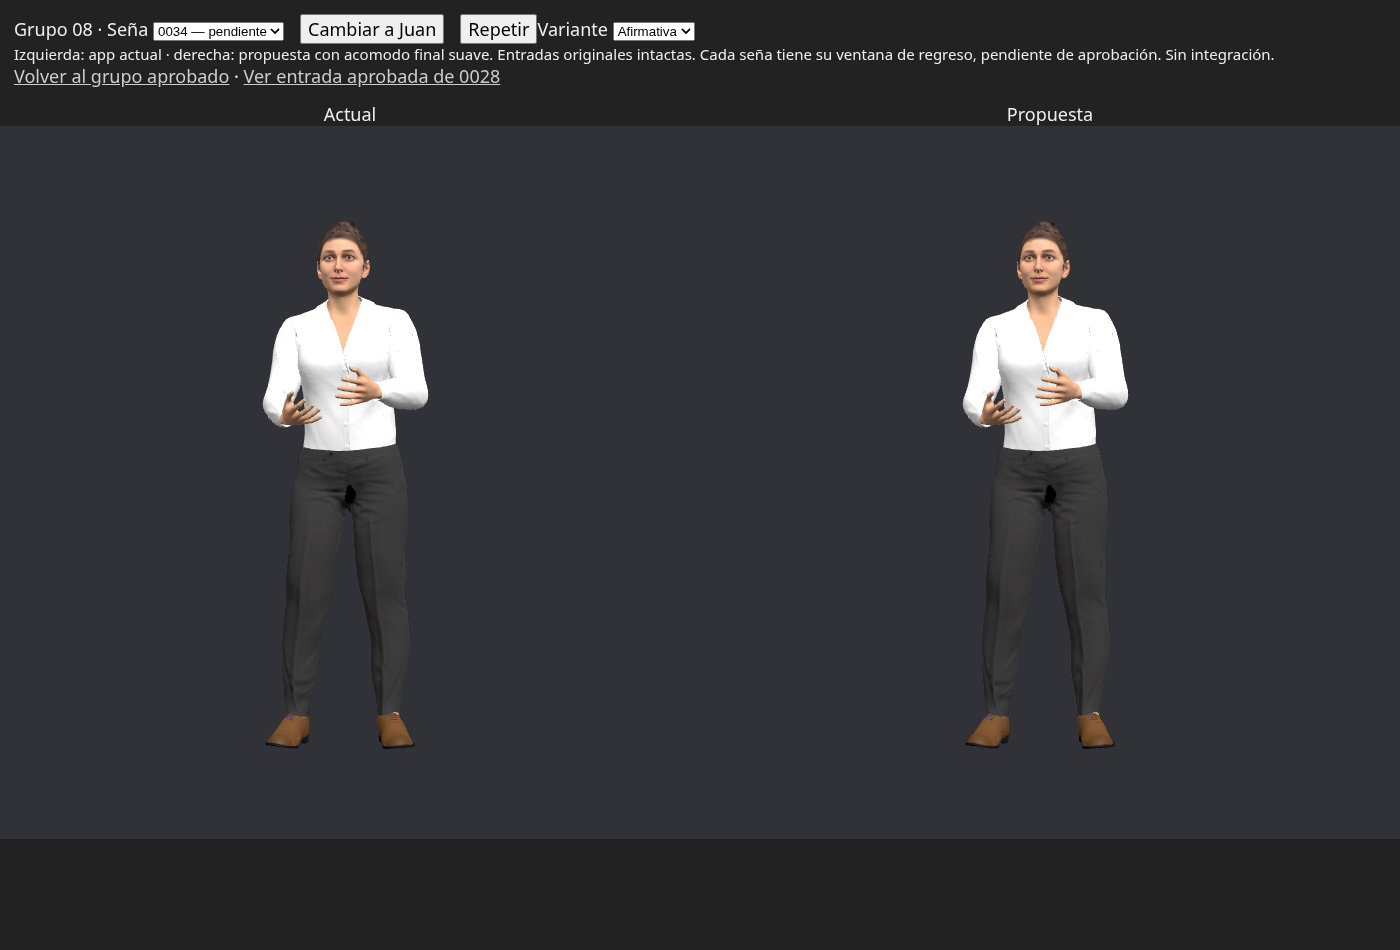 Grupo 08 · Seña 0034 — pendiente Cambiar a Juan Repetir Variante Afirmativa
Izquierda: app actual · derecha: propuesta con acomodo final suave. Entradas originales intactas. Cada seña tiene su ventana de regreso, pendiente de aprobación. Sin integración.
Volver al grupo aprobado · Ver entrada aprobada de 0028
Actual
Propuesta